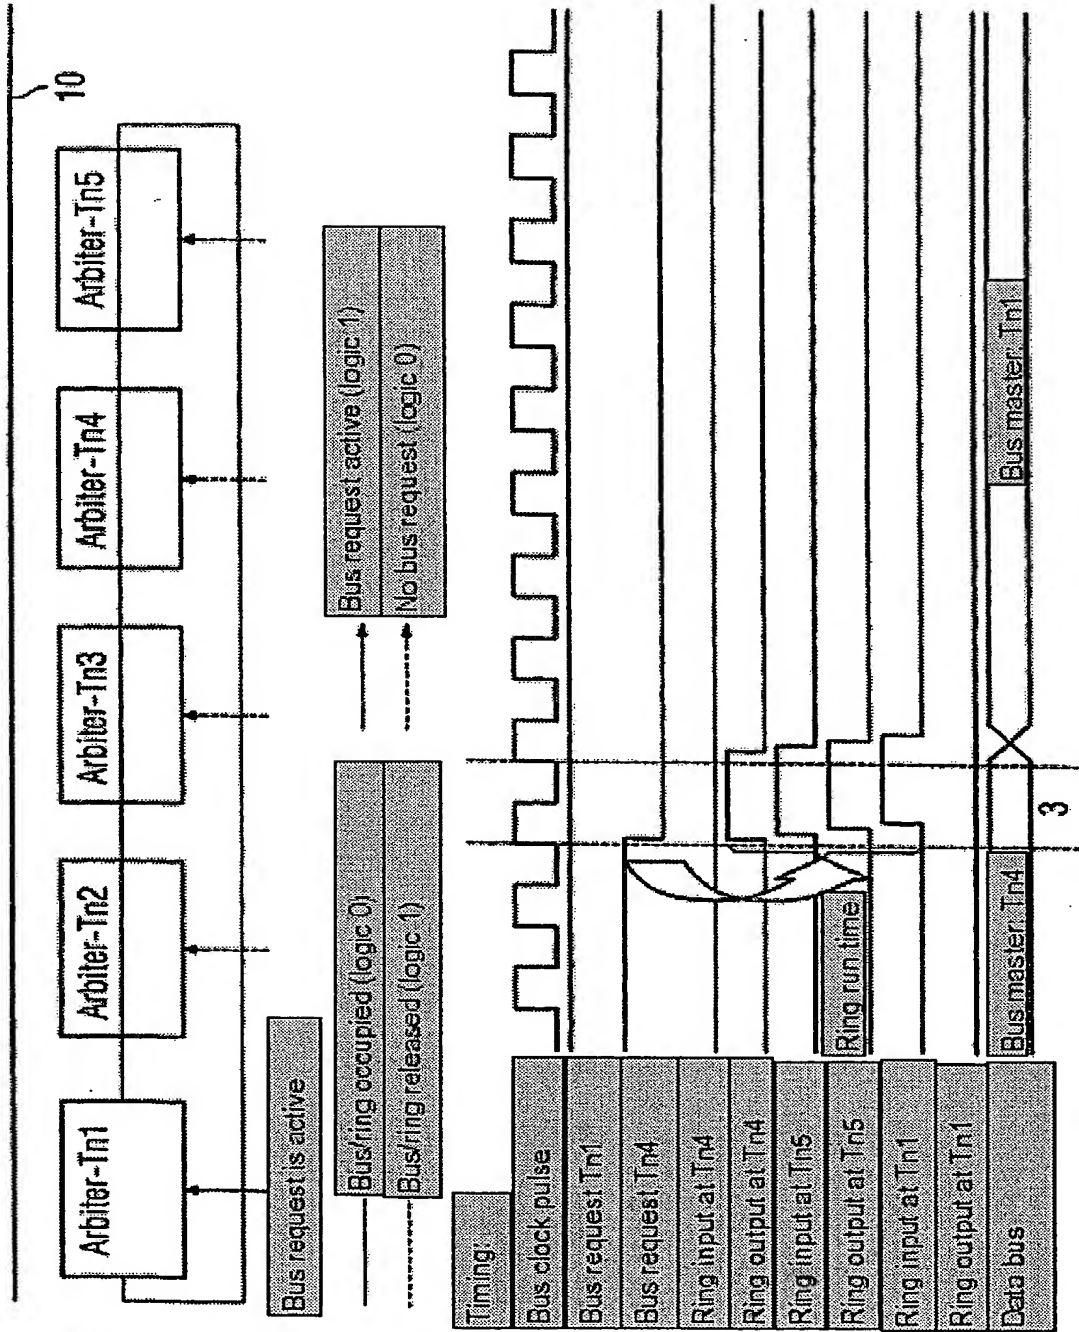 10
Arbiter-Tn1
Arbiter-Tn2
Arbiter-Tn3
Arbiter-Tn4
Arbiter-Tn5
Bus request is active
Bus/ring occupied (logic 0)
Bus/ring released (logic 1)
Bus request active (logic 1)
No bus request (logic 0)
Timing:
Bus clock pulse
Bus request Tn1
Bus request Tn4
Ring input at Tn4
Ring output at Tn4
Ring input at Tn5
Ring output at Tn5
Ring input at Tn1
Ring output at Tn1
Data bus
Ring run time
Bus master: Tn4
Bus master: Tn1
3